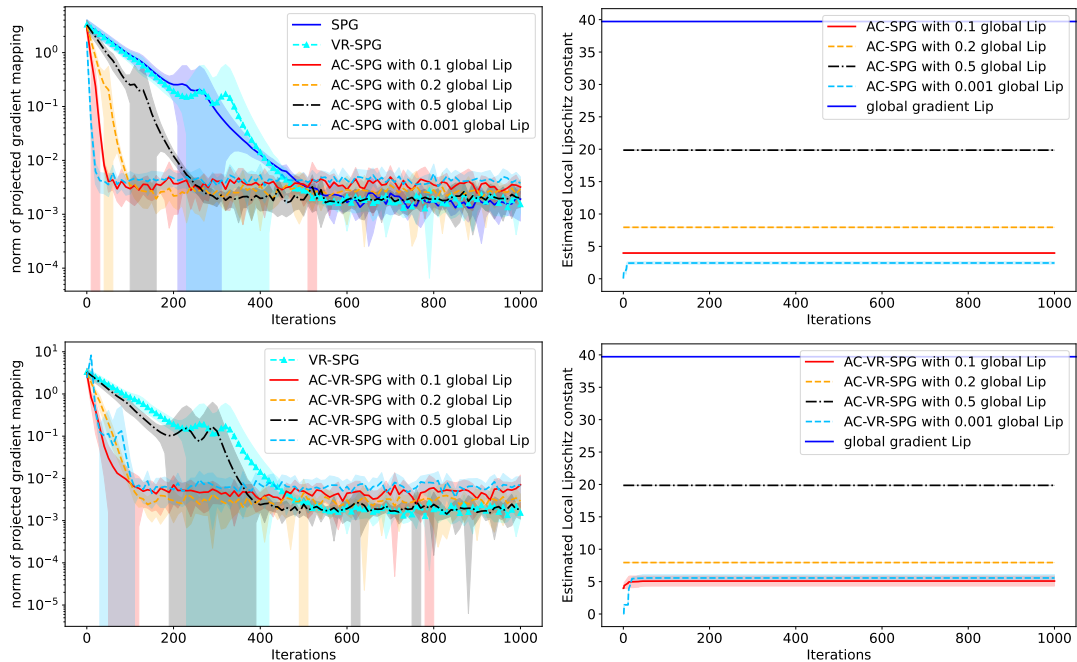 norm of projected gradient mapping
10^0
10^-1
10^-2
10^-3
10^-4
SPG
VR-SPG
AC-SPG with 0.1 global Lip
AC-SPG with 0.2 global Lip
AC-SPG with 0.5 global Lip
AC-SPG with 0.001 global Lip
0 200 400 600 800 1000
Iterations
Estimated Local Lipschitz constant
40
35
30
25
20
15
10
5
0
AC-SPG with 0.1 global Lip
AC-SPG with 0.2 global Lip
AC-SPG with 0.5 global Lip
AC-SPG with 0.001 global Lip
global gradient Lip
0 200 400 600 800 1000
Iterations
norm of projected gradient mapping
10^1
10^0
10^-1
10^-2
10^-3
10^-4
10^-5
VR-SPG
AC-VR-SPG with 0.1 global Lip
AC-VR-SPG with 0.2 global Lip
AC-VR-SPG with 0.5 global Lip
AC-VR-SPG with 0.001 global Lip
0 200 400 600 800 1000
Iterations
Estimated Local Lipschitz constant
40
35
30
25
20
15
10
5
0
AC-VR-SPG with 0.1 global Lip
AC-VR-SPG with 0.2 global Lip
AC-VR-SPG with 0.5 global Lip
AC-VR-SPG with 0.001 global Lip
global gradient Lip
0 200 400 600 800 1000
Iterations